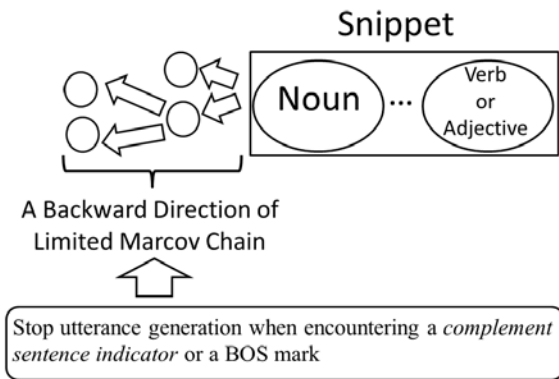 Snippet
Noun ... Verb
or
Adjective
A Backward Direction of
Limited Marcov Chain
Stop utterance generation when encountering a complement
sentence indicator or a BOS mark